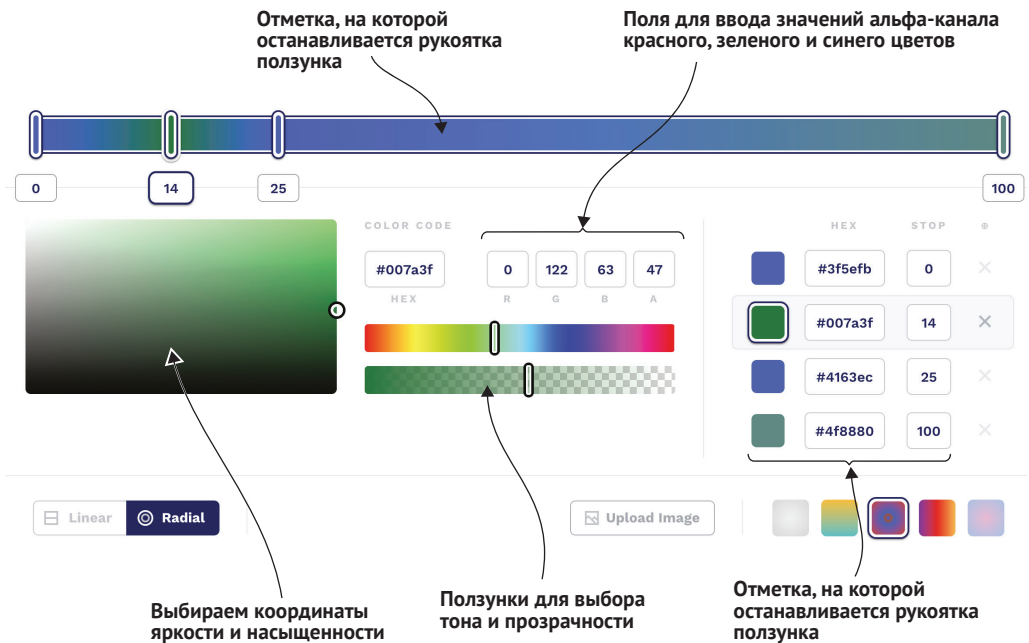 Отметка, на которой
останавливается рукоятка
ползунка
Поля для ввода значений альфа-канала
красного, зеленого и синего цветов
0
14
25
100
COLOR CODE
#007a3f
0
122
63
47
HEX
R
G
B
A
HEX
STOP
#3f5efb
0
#007a3f
14
#4163ec
25
#4f8880
100
Linear
Radial
Upload Image
Выбираем координаты
яркости и насыщенности
Ползунки для выбора
тона и прозрачности
Отметка, на которой
останавливается рукоятка
ползунка